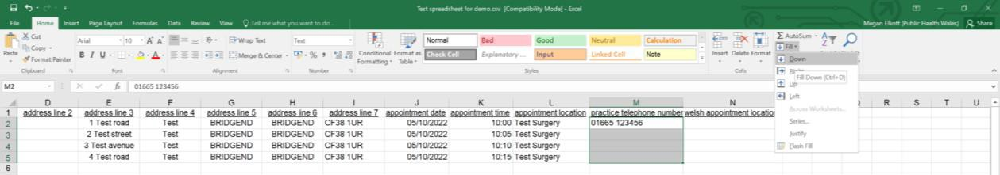 Test spreadsheet for demo.csv [Compatibility Mode] - Excel
File Home Insert Page Layout Formulas Data Review View Tell me what you want to do... Megan Elliott (Public Health Wales) Share
Paste
Cut
Copy
Format Painter
Clipboard
Arial 10
B I U
Font
Wrap Text
Merge & Center
Alignment
Text
Number
Conditional Formatting
Format as Table
Normal Bad Good Neutral Calculation
Check Cell Explanatory ... Input Linked Cell Note
Styles
Insert Delete Format
Cells
AutoSum
Fill
Down
Fill Down (Ctrl+D)
Up
Left
Across Worksheets...
Series...
Justify
Flash Fill
M2 fx 01665 123456
D E F G H I J K L M N R S T U
1 address line 2 address line 3 address line 4 address line 5 address line 6 address line 7 appointment date appointment time appointment location practice telephone number welsh appointment location
2 1 Test road Test BRIDGEND BRIDGEND CF38 1UR 05/10/2022 10:00 Test Surgery 01665 123456
3 2 Test street Test BRIDGEND BRIDGEND CF38 1UR 05/10/2022 10:05 Test Surgery
4 3 Test avenue Test BRIDGEND BRIDGEND CF38 1UR 05/10/2022 10:10 Test Surgery
5 4 Test road Test BRIDGEND BRIDGEND CF38 1UR 05/10/2022 10:15 Test Surgery
6